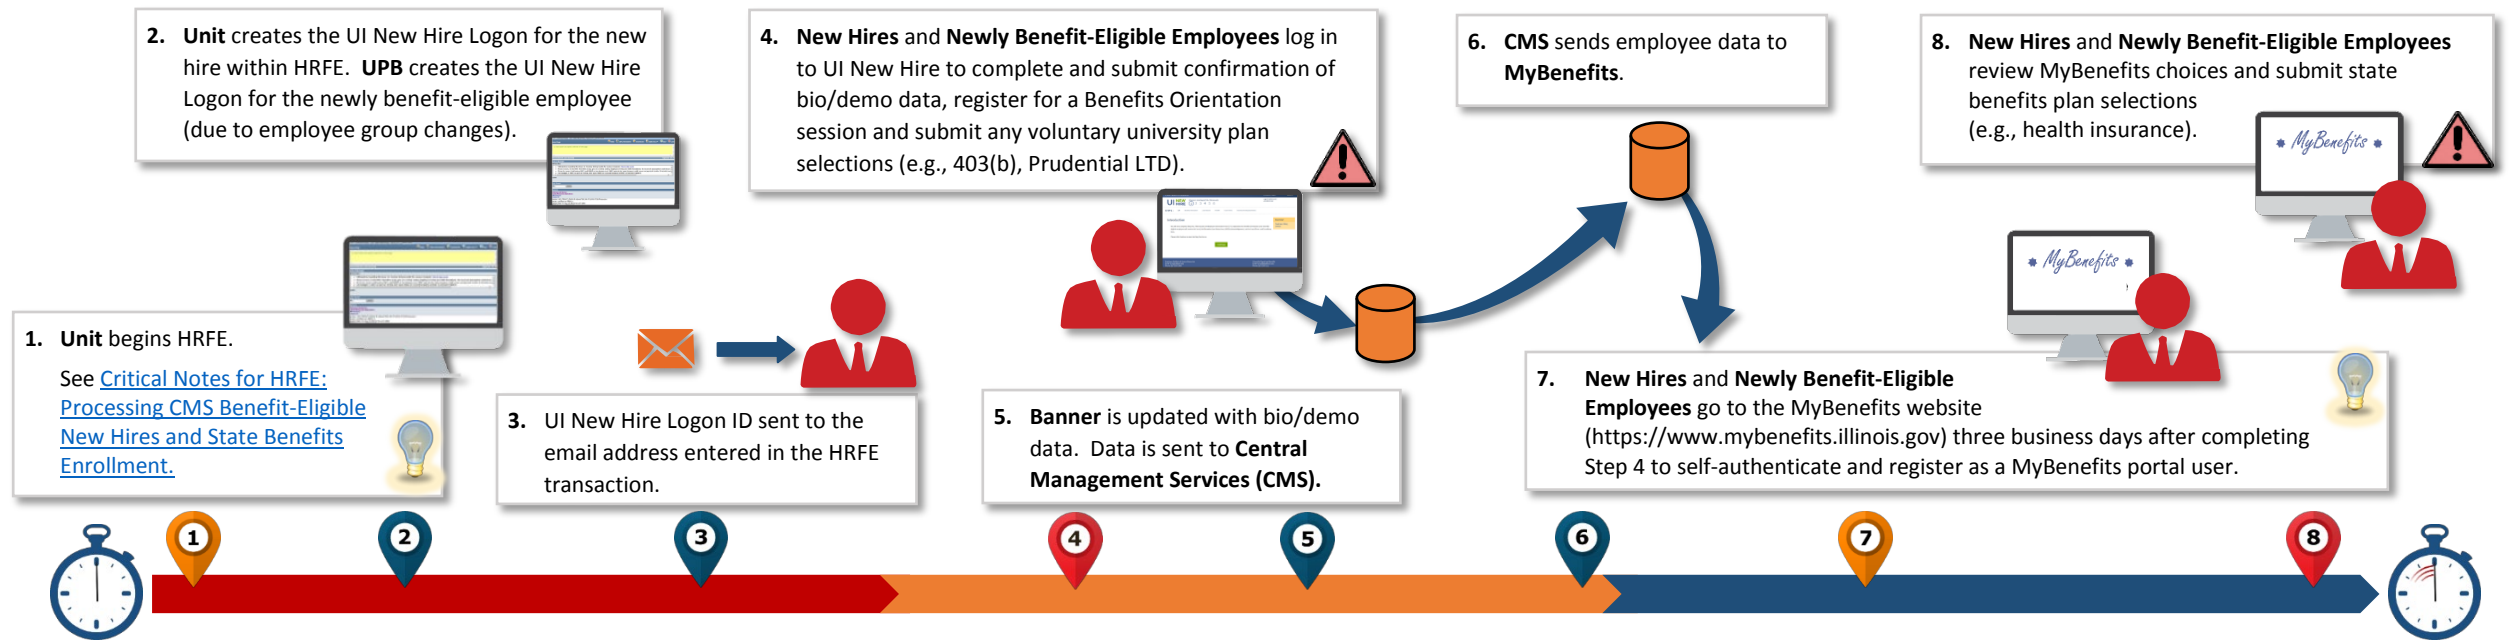 1. Unit begins HRFE.
See Critical Notes for HRFE:
Processing CMS Benefit-Eligible
New Hires and State Benefits
Enrollment.
2. Unit creates the UI New Hire Logon for the new
hire within HRFE. UPB creates the UI New Hire
Logon for the newly benefit-eligible employee
(due to employee group changes).
3. UI New Hire Logon ID sent to the
email address entered in the HRFE
transaction.
4. New Hires and Newly Benefit-Eligible Employees log in
to UI New Hire to complete and submit confirmation of
bio/demo data, register for a Benefits Orientation
session and submit any voluntary university plan
selections (e.g., 403(b), Prudential LTD).
UI NEW HIRE
5. Banner is updated with bio/demo
data. Data is sent to Central
Management Services (CMS).
6. CMS sends employee data to
MyBenefits.
7. New Hires and Newly Benefit-Eligible
Employees go to the MyBenefits website
(https://www.mybenefits.illinois.gov) three business days after completing
Step 4 to self-authenticate and register as a MyBenefits portal user.
MyBenefits
8. New Hires and Newly Benefit-Eligible Employees
review MyBenefits choices and submit state
benefits plan selections
(e.g., health insurance).
MyBenefits
1
2
3
4
5
6
7
8